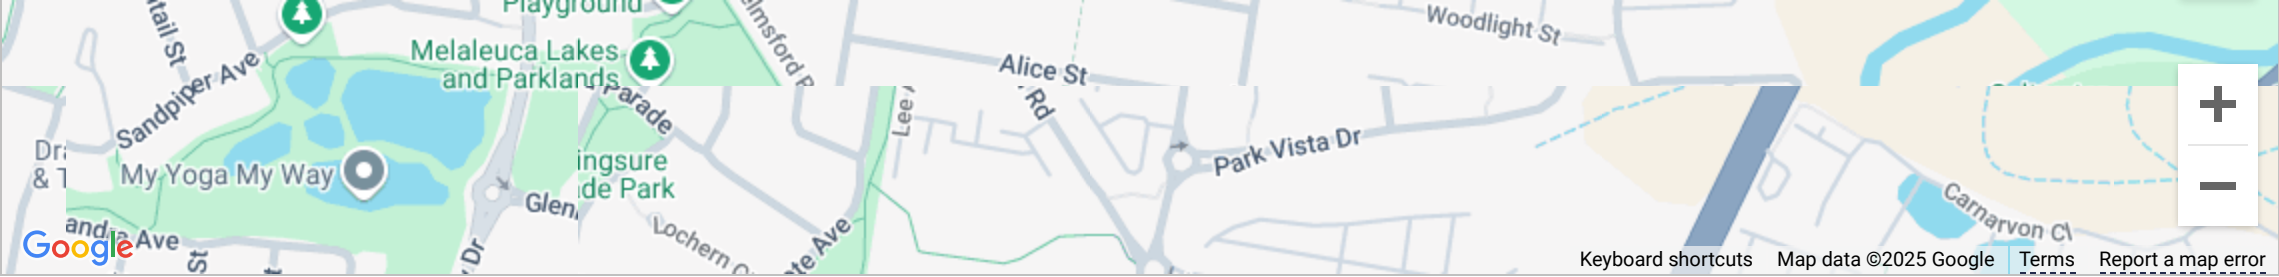 Playground
Woodlight St
Melaleuca Lakes
and Parklands
Alice St
Sandpiper Ave
Parade
Rd
Park Vista Dr
My Yoga My Way
ingsure
de Park
Carnarvon Cl
Ave
St
Lochern
Ave
Dr
Google
Keyboard shortcuts
Map data ©2025 Google
Terms
Report a map error